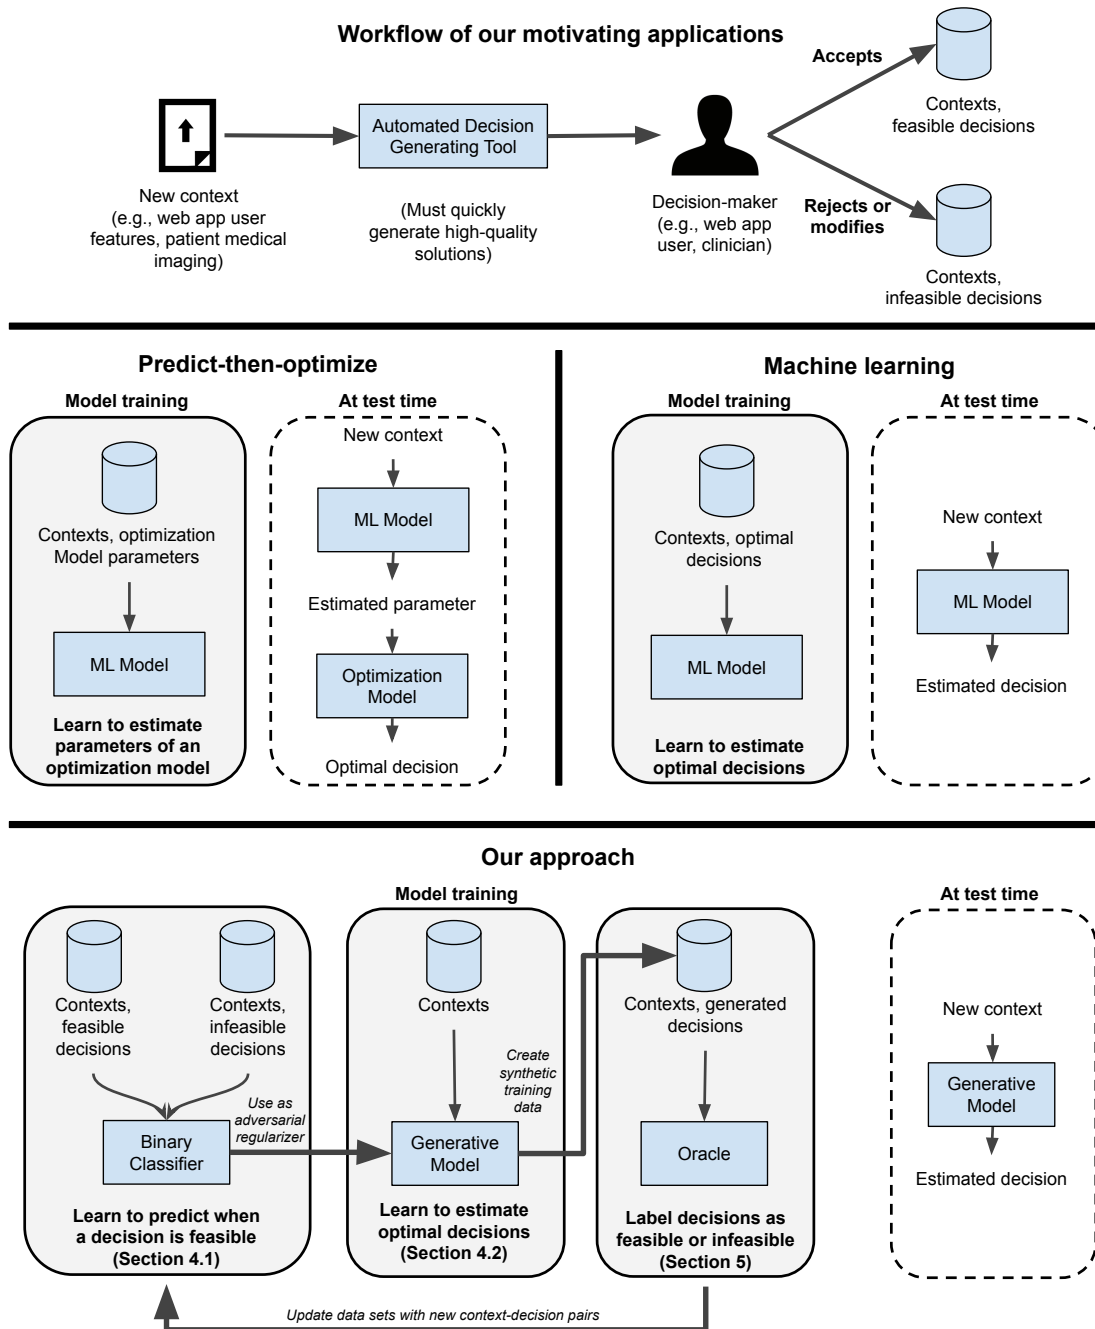 Workflow of our motivating applications
Accepts
Contexts,
feasible decisions
Automated Decision
Generating Tool
New context
(e.g., web app user
features, patient medical
imaging)
(Must quickly
generate high-quality
solutions)
Decision-maker
(e.g., web app
user, clinician)
Rejects or
modifies
Contexts,
infeasible decisions
Predict-then-optimize
Model training
Contexts, optimization
Model parameters
ML Model
Learn to estimate
parameters of an
optimization model
At test time
New context
ML Model
Estimated parameter
Optimization
Model
Optimal decision
Machine learning
Model training
Contexts, optimal
decisions
ML Model
Learn to estimate
optimal decisions
At test time
New context
ML Model
Estimated decision
Our approach
Model training
Contexts,
feasible
decisions
Contexts,
infeasible
decisions
Binary
Classifier
Learn to predict when
a decision is feasible
(Section 4.1)
Use as
adversarial
regularizer
Contexts
Generative
Model
Learn to estimate
optimal decisions
(Section 4.2)
Create
synthetic
training
data
Contexts, generated
decisions
Oracle
Label decisions as
feasible or infeasible
(Section 5)
At test time
New context
Generative
Model
Estimated decision
Update data sets with new context-decision pairs